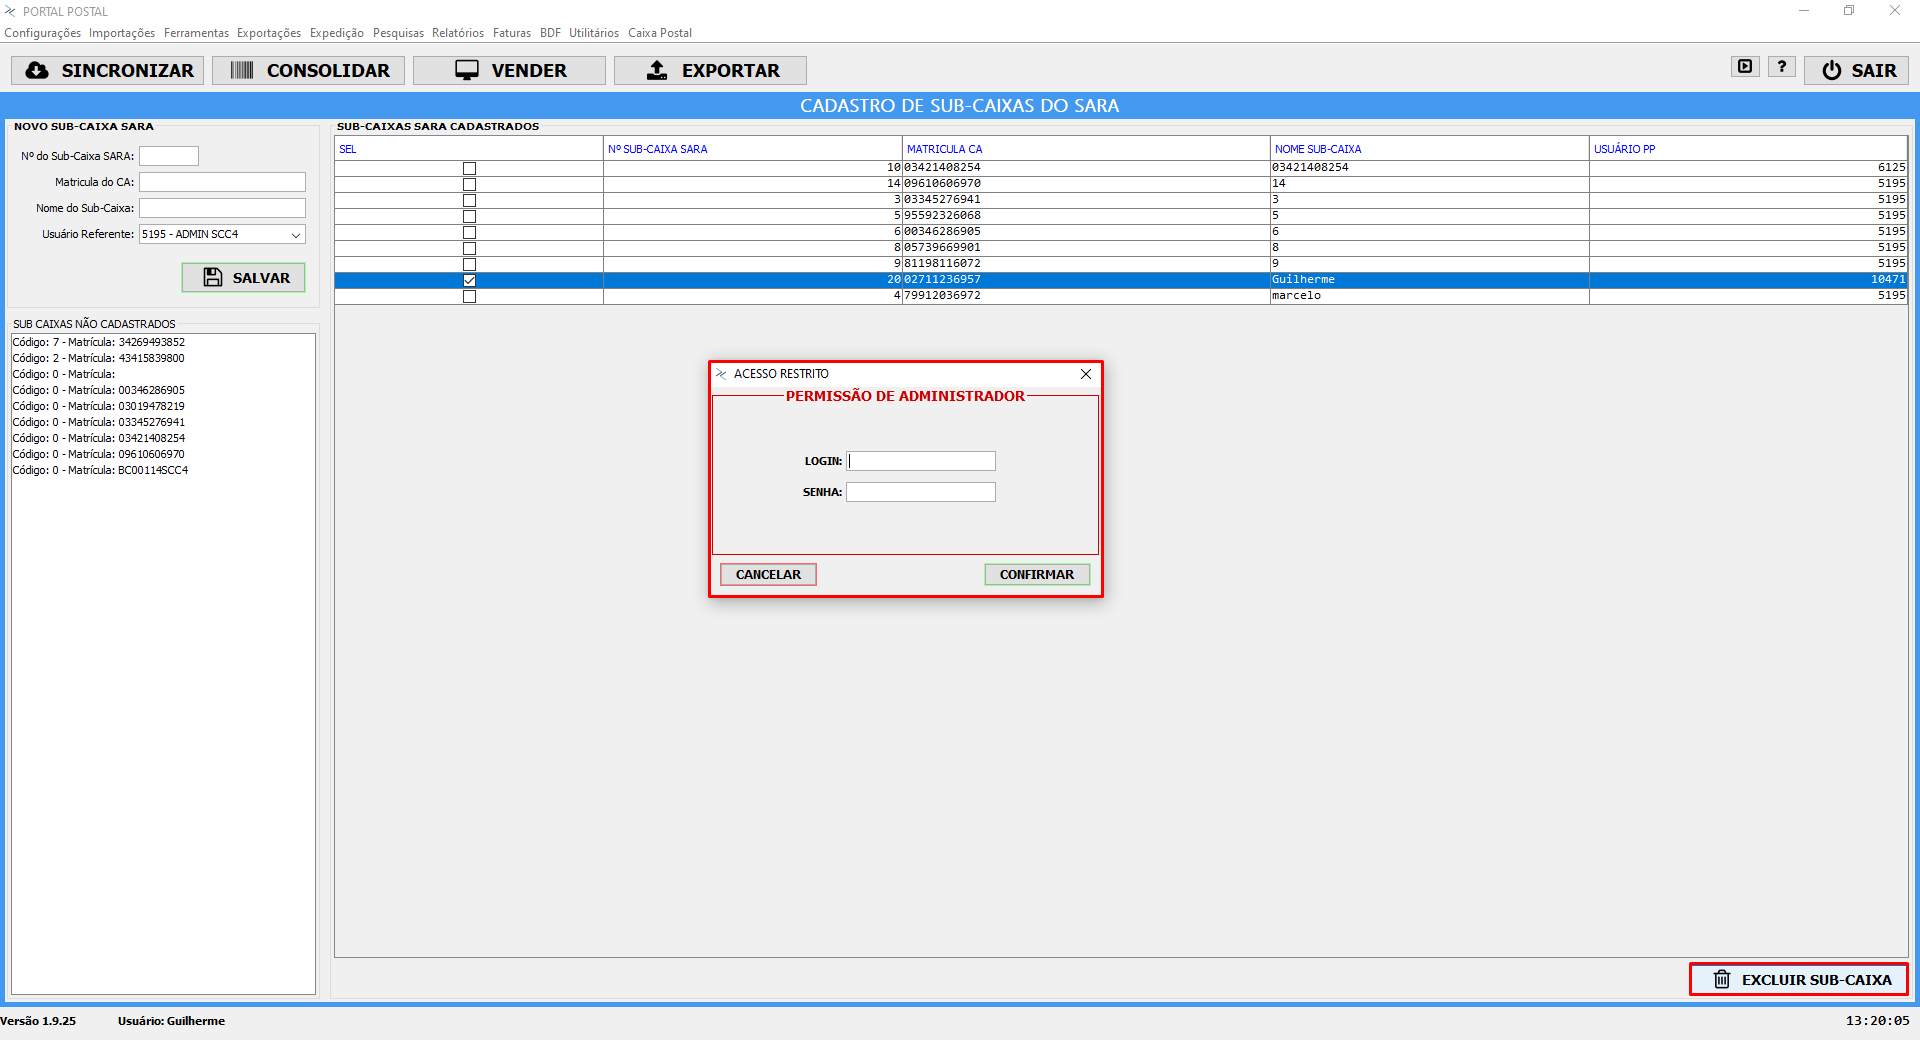 PORTAL POSTAL
Configurações Importações Ferramentas Exportações Expedição Pesquisas Relatórios Faturas BDF Utilitários Caixa Postal
SINCRONIZAR CONSOLIDAR VENDER EXPORTAR ? SAIR
CADASTRO DE SUB-CAIXAS DO SARA
NOVO SUB-CAIXA SARA
Nº do Sub-Caixa SARA:
Matricula do CA:
Nome do Sub-Caixa:
Usuário Referente: 5195 - ADMIN SCC4
SALVAR
SUB CAIXAS NÃO CADASTRADOS
Código: 7 - Matrícula: 34269493852
Código: 2 - Matrícula: 43415839800
Código: 0 - Matrícula:
Código: 0 - Matrícula: 00346286905
Código: 0 - Matrícula: 03019478219
Código: 0 - Matrícula: 03345276941
Código: 0 - Matrícula: 03421408254
Código: 0 - Matrícula: 09610606970
Código: 0 - Matrícula: BC00114SCC4
SUB-CAIXAS SARA CADASTRADOS
SEL Nº SUB-CAIXA SARA MATRICULA CA NOME SUB-CAIXA USUÁRIO PP
10 03421408254 03421408254 6125
14 09610606970 14 5195
3 03345276941 3 5195
5 95592326068 5 5195
6 00346286905 6 5195
8 05739669901 8 5195
9 81198116072 9 5195
20 02711236957 Guilherme 10471
4 79912036972 marcelo 5195
ACESSO RESTRITO
PERMISSÃO DE ADMINISTRADOR
LOGIN:
SENHA:
CANCELAR CONFIRMAR
EXCLUIR SUB-CAIXA
Versão 1.9.25 Usuário: Guilherme 13:20:05